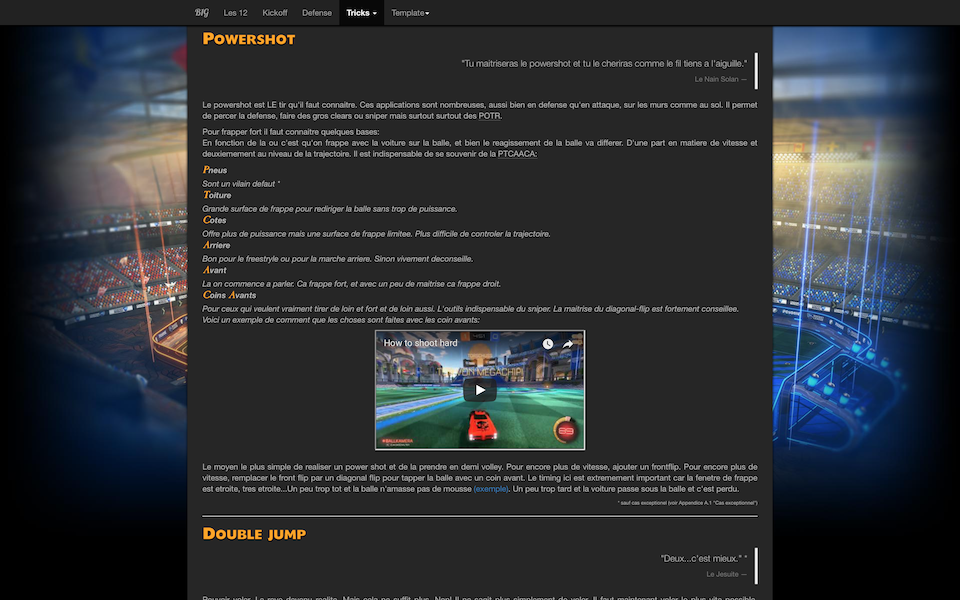 BIG Les 12 Kickoff Defense Tricks Template
Powershot
"Tu maitriseras le powershot et tu le cheriras comme le fil tiens a l'aiguille."
Le Nain Solan —
Le powershot est LE tir qu'il faut connaitre. Ces applications sont nombreuses, aussi bien en defense qu'en attaque, sur les murs comme au sol. Il permet
de percer la defense, faire des gros clears ou sniper mais surtout surtout des POTR.
Pour frapper fort il faut connaitre quelques bases:
En fonction de la ou c'est qu'on frappe avec la voiture sur la balle, et bien le reagissement de la balle va differer. D'une part en matiere de vitesse et
deuxiemement au niveau de la trajectoire. Il est indispensable de se souvenir de la PTCAACA:
Pneus
Sont un vilain defaut *
Toiture
Grande surface de frappe pour rediriger la balle sans trop de puissance.
Cotes
Offre plus de puissance mais une surface de frappe limitee. Plus difficile de controler la trajectoire.
Arriere
Bon pour le freestyle ou pour la marche arriere. Sinon vivement deconseille.
Avant
La on commence a parler. Ca frappe fort, et avec un peu de maitrise ca frappe droit.
Coins Avants
Pour ceux qui veulent vraiment tirer de loin et fort et de loin aussi. L'outils indispensable du sniper. La maitrise du diagonal-flip est fortement conseillee.
Voici un exemple de comment que les choses sont faites avec les coin avants:
How to shoot hard
MEGACHIP
Le moyen le plus simple de realiser un power shot et de la prendre en demi volley. Pour encore plus de vitesse, ajouter un frontflip. Pour encore plus de
vitesse, remplacer le front flip par un diagonal flip pour tapper la balle avec un coin avant. Le timing ici est extremement important car la fenetre de frappe
est etroite, tres etroite...Un peu trop tot et la balle n'amasse pas de mousse (exemple). Un peu trop tard et la voiture passe sous la balle et c'est perdu.
* sauf cas exceptionel (voir Appendice A.1 "Cas exceptionnel")
Double jump
"Deux...c'est mieux." *
Le Jesuite —